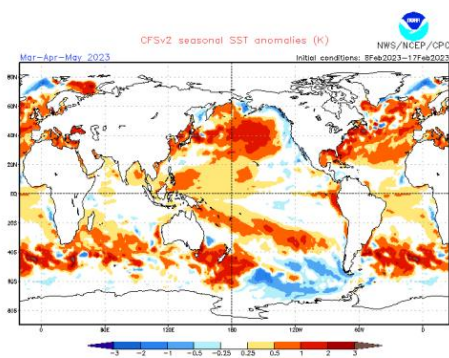 CFSv2 seasonal SST anomalies (K)
NWS/NCEP/CPC
Mar-Apr-May 2023
Initial conditions: 8Feb2023-17Feb2023
80N
60N
40N
20N
EQ
20S
40S
60S
80S
0 60E 120E 180 120W 60W 0
-3 -2 -1 -0.5 -0.25 0.25 0.5 1 2 3